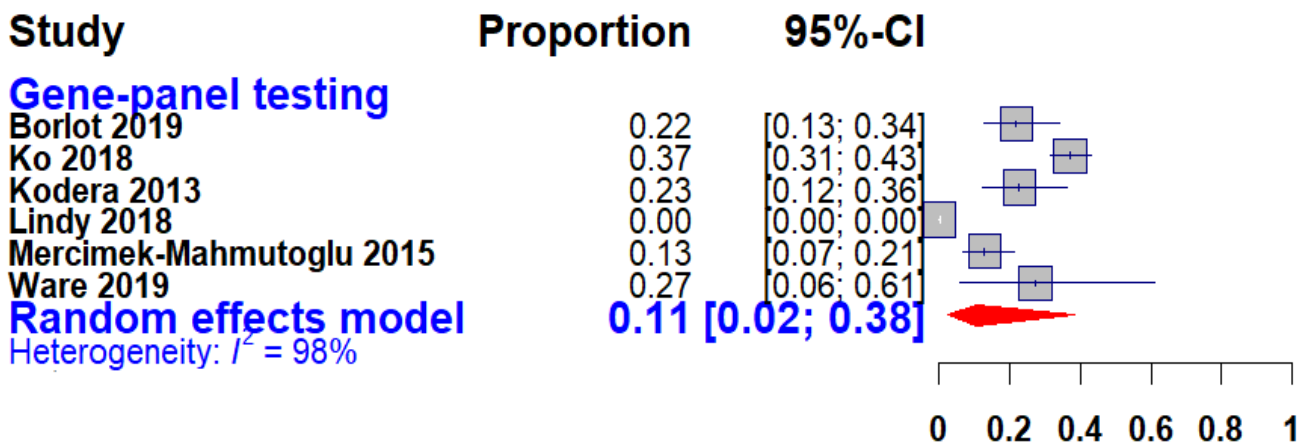 Study Proportion 95%-CI
Gene-panel testing
Borlot 2019 0.22 [0.13; 0.34]
Ko 2018 0.37 [0.31; 0.43]
Kodera 2013 0.23 [0.12; 0.36]
Lindy 2018 0.00 [0.00; 0.00]
Mercimek-Mahmutoglu 2015 0.13 [0.07; 0.21]
Ware 2019 0.27 [0.06; 0.61]
Random effects model 0.11 [0.02; 0.38]
Heterogeneity: I² = 98%
0 0.2 0.4 0.6 0.8 1